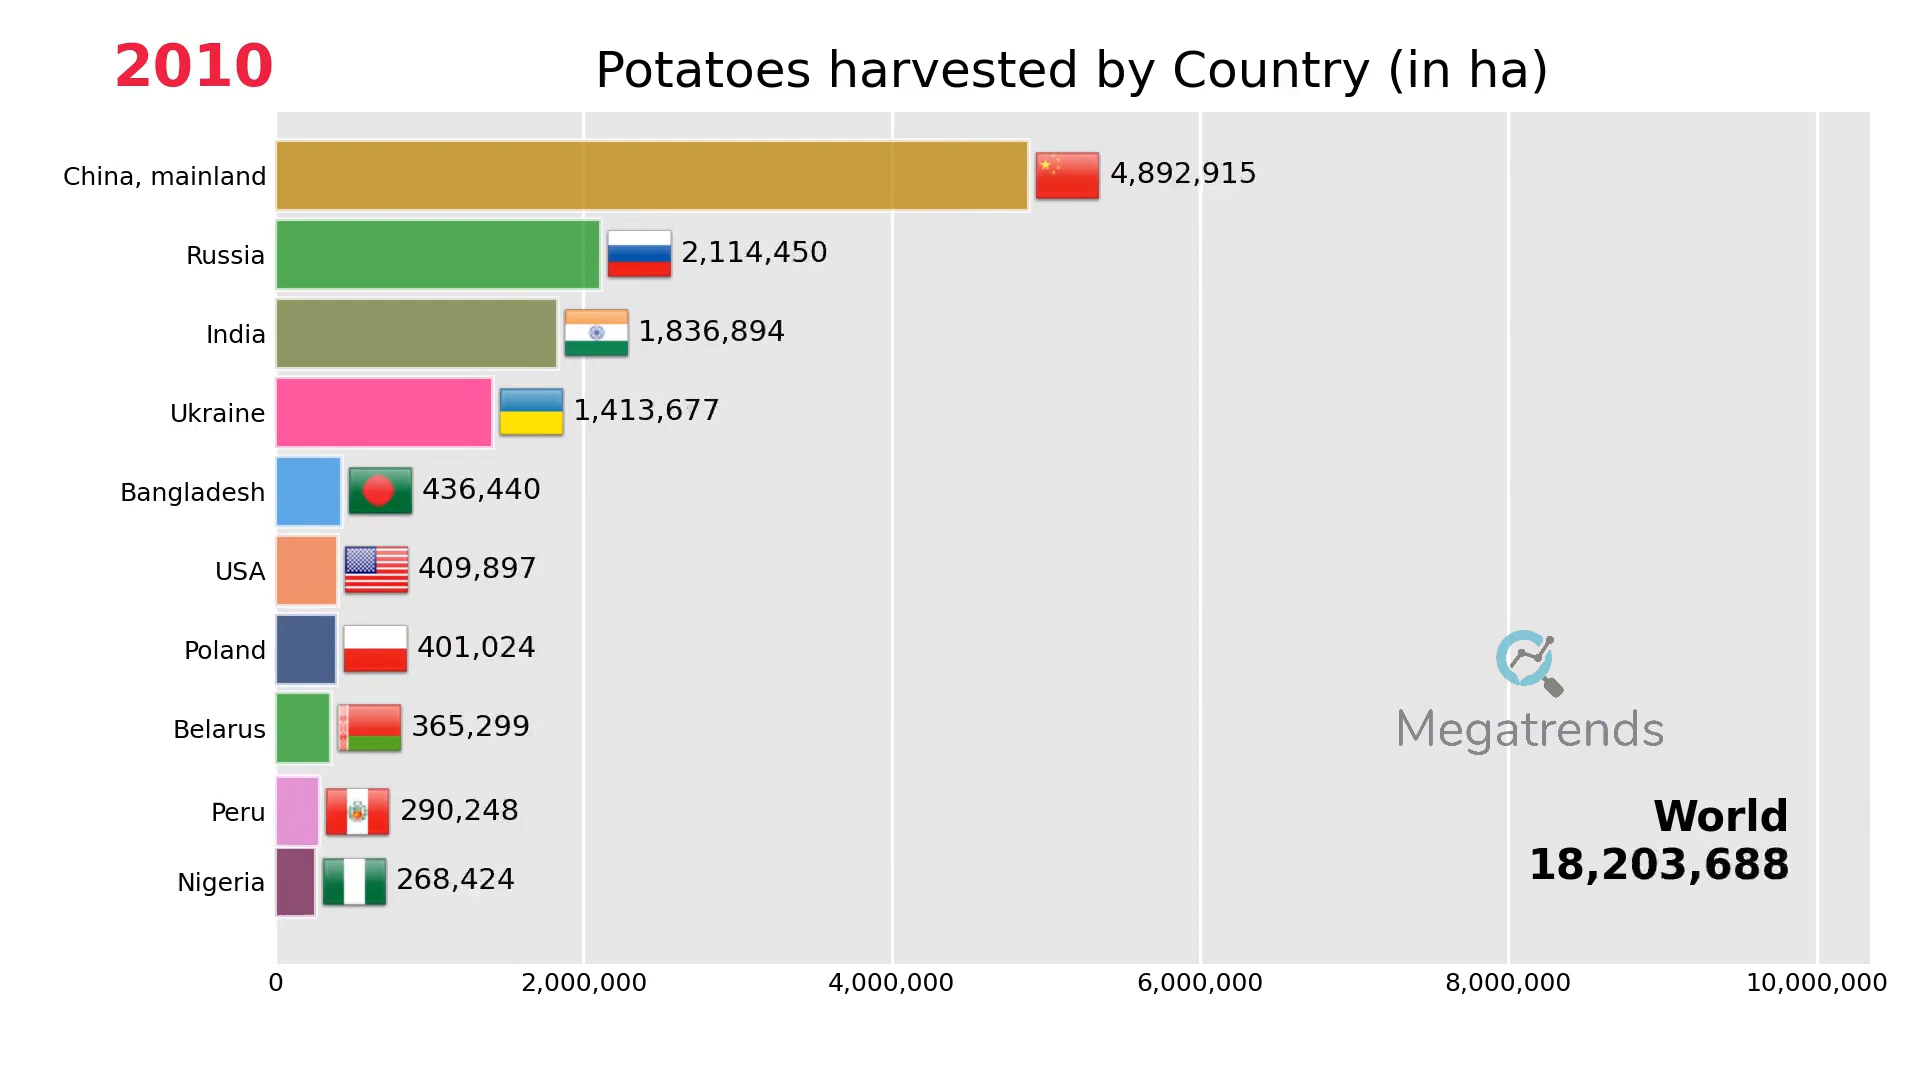 2010
Potatoes harvested by Country (in ha)
China, mainland 4,892,915
Russia 2,114,450
India 1,836,894
Ukraine 1,413,677
Bangladesh 436,440
USA 409,897
Poland 401,024
Belarus 365,299
Peru 290,248
Nigeria 268,424
Megatrends
World
18,203,688
0 2,000,000 4,000,000 6,000,000 8,000,000 10,000,000